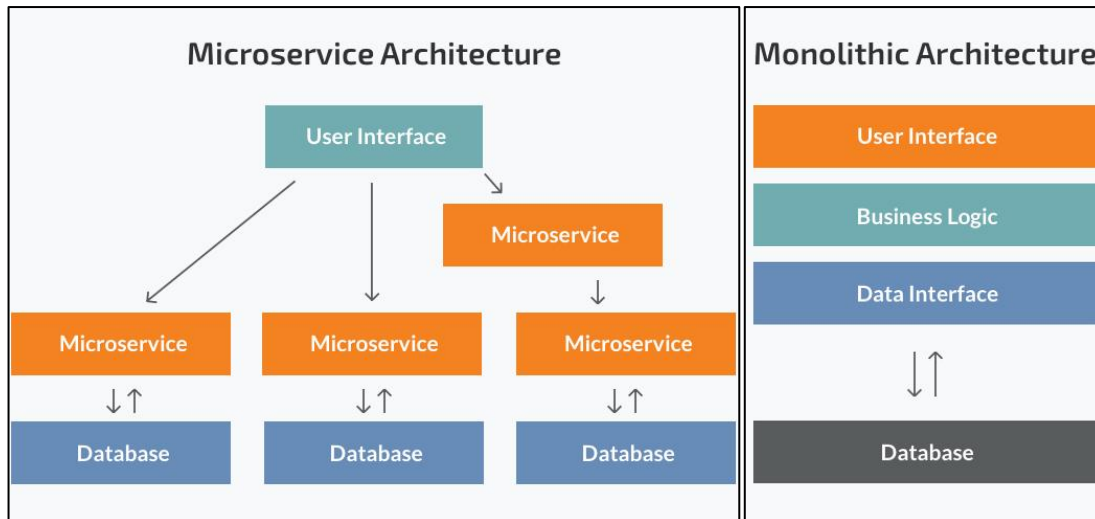 Microservice Architecture
User Interface
Microservice
Microservice
Microservice
Microservice
Database
Database
Database
Monolithic Architecture
User Interface
Business Logic
Data Interface
Database